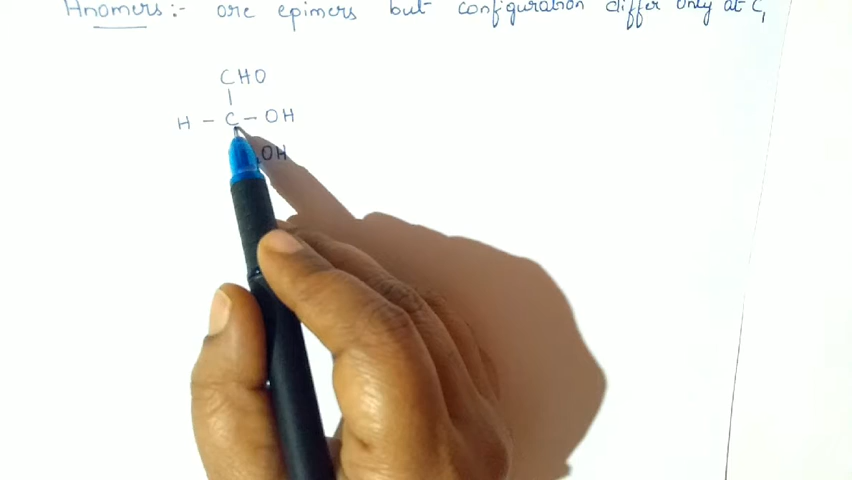 Anomers:- are epimers but configuration differ only at C₁
CHO
|
H - C - OH
OH